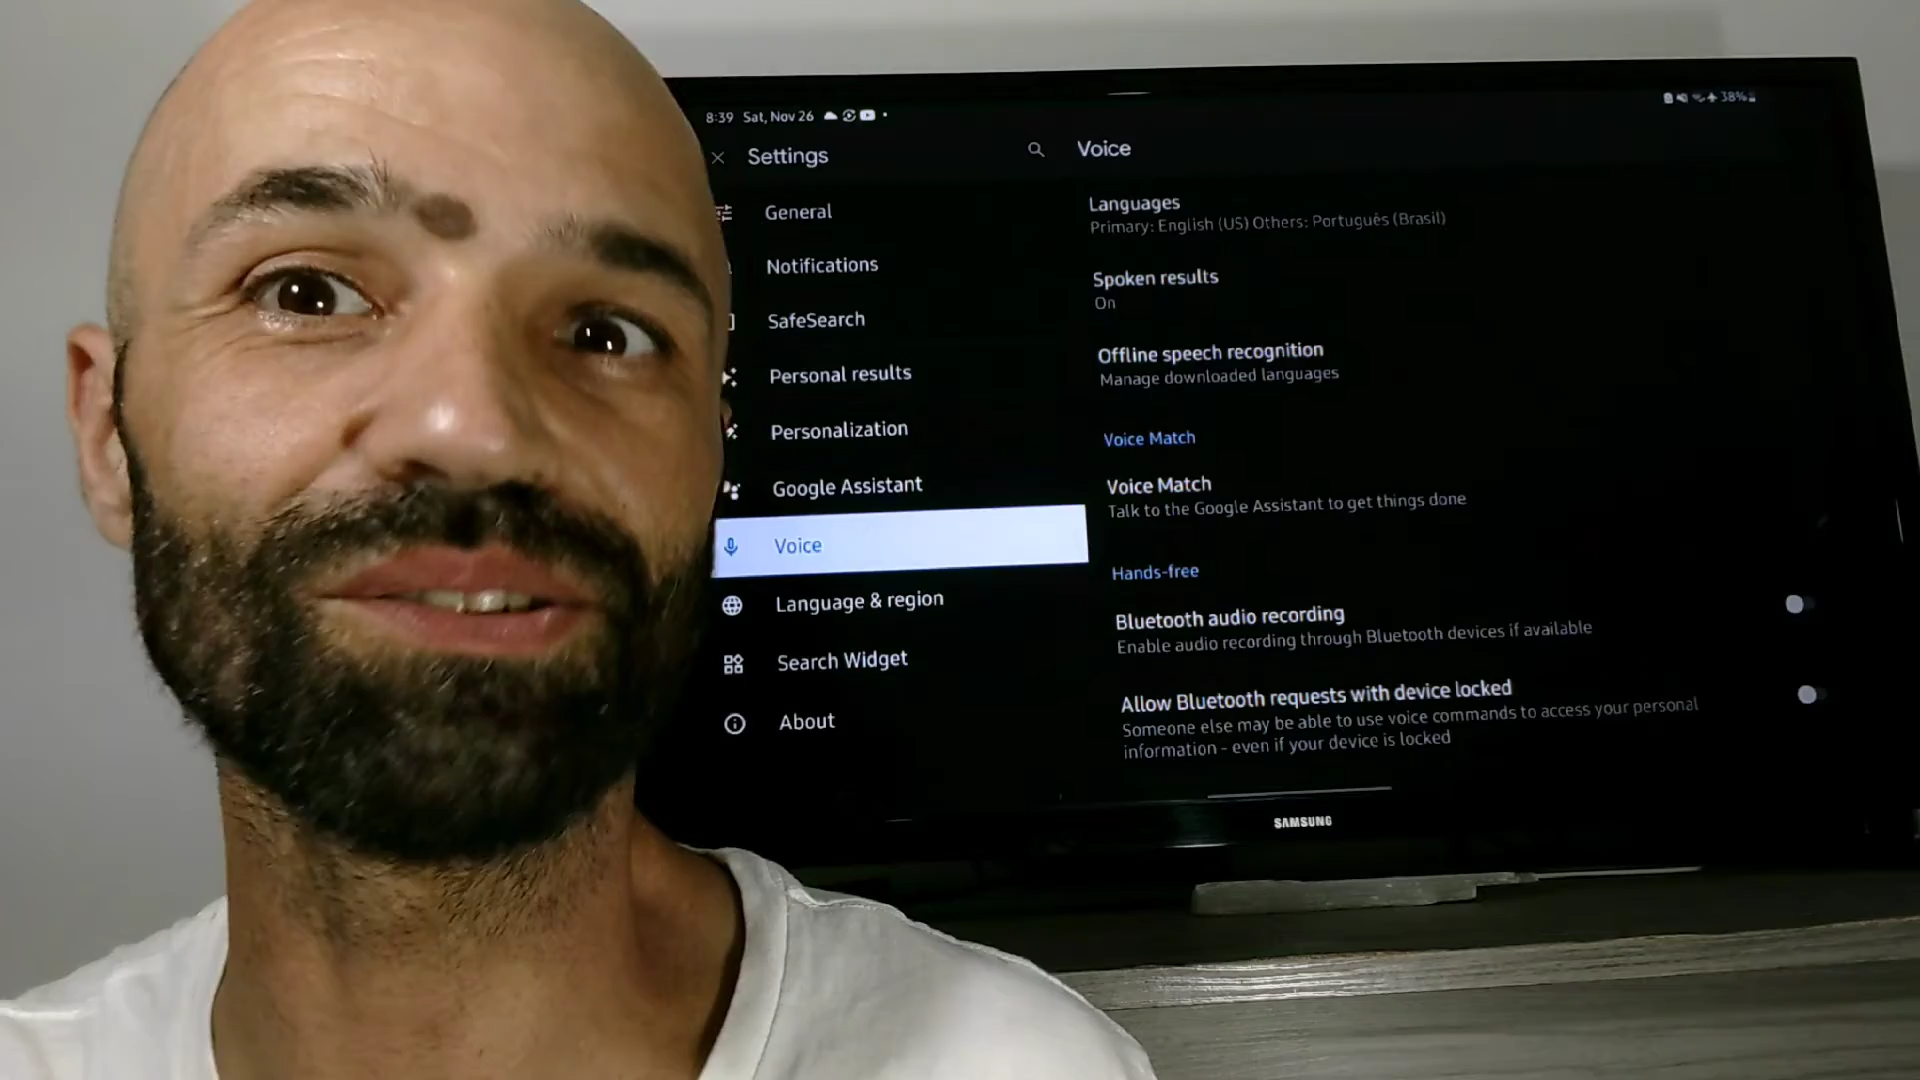 8:39 Sat, Nov 26
38%
Settings
General
Notifications
SafeSearch
Personal results
Personalization
Google Assistant
Voice
Language & region
Search Widget
About
Voice
Languages
Primary: English (US) Others: Português (Brasil)
Spoken results
On
Offline speech recognition
Manage downloaded languages
Voice Match
Voice Match
Talk to the Google Assistant to get things done
Hands-free
Bluetooth audio recording
Enable audio recording through Bluetooth devices if available
Allow Bluetooth requests with device locked
Someone else may be able to use voice commands to access your personal
information - even if your device is locked
SAMSUNG